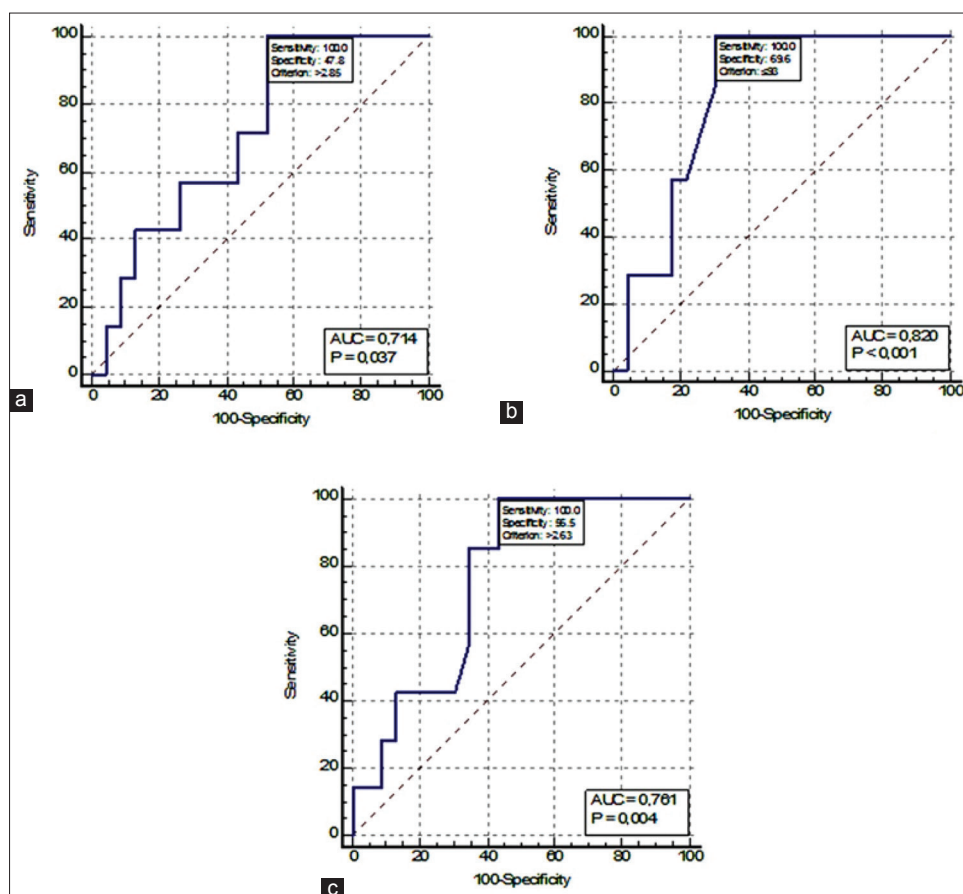 100
80
60
40
20
0
Sensitivity
Sensitivity: 100.0
Specificity: 47.8
Criterion: >2.85
AUC = 0,714
P = 0,037
0 20 40 60 80 100
100-Specificity
a
100
80
60
40
20
0
Sensitivity
Sensitivity: 100.0
Specificity: 69.6
Criterion: ≤93
AUC = 0,820
P < 0,001
0 20 40 60 80 100
100-Specificity
b
100
80
60
40
20
0
Sensitivity
Sensitivity: 100.0
Specificity: 56.5
Criterion: >2.63
AUC = 0,761
P = 0,004
0 20 40 60 80 100
100-Specificity
c